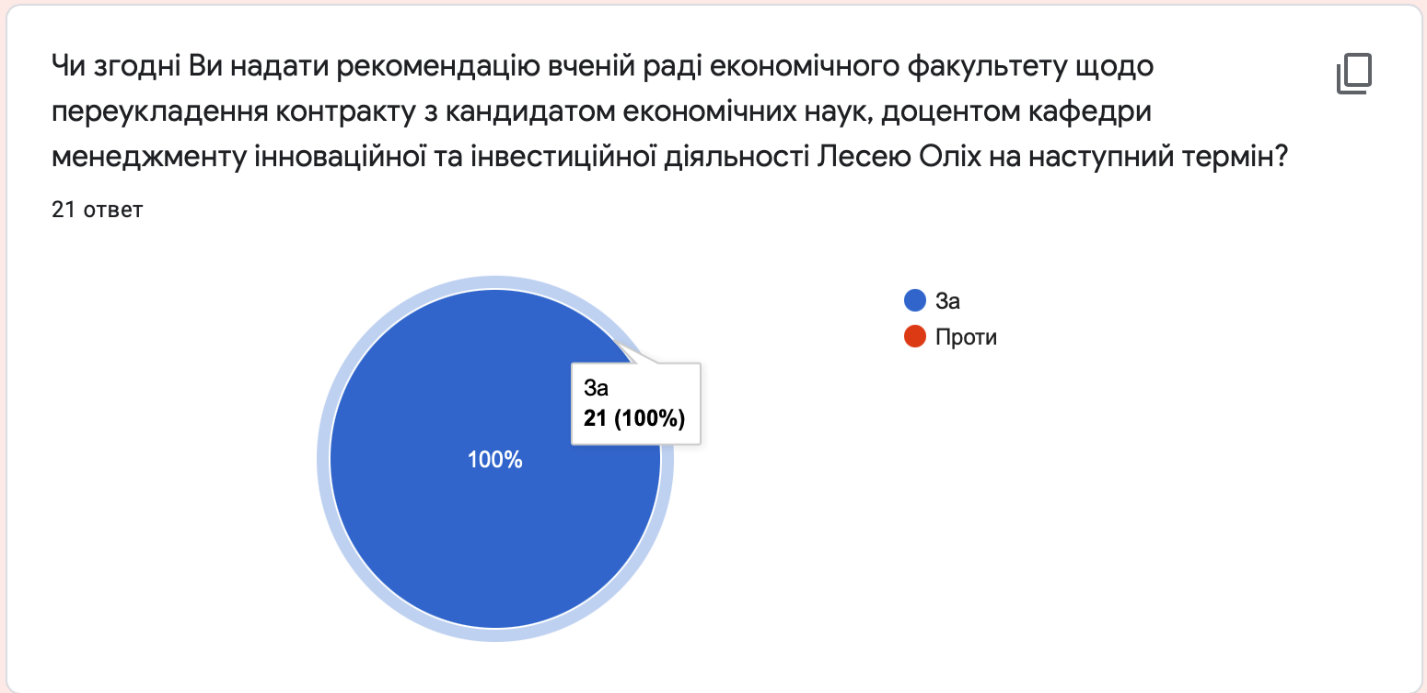 Чи згодні Ви надати рекомендацію вченій раді економічного факультету щодо
переукладення контракту з кандидатом економічних наук, доцентом кафедри
менеджменту інноваційної та інвестиційної діяльності Лесею Оліх на наступний термін?
21 ответ
За
Проти
За
21 (100%)
100%